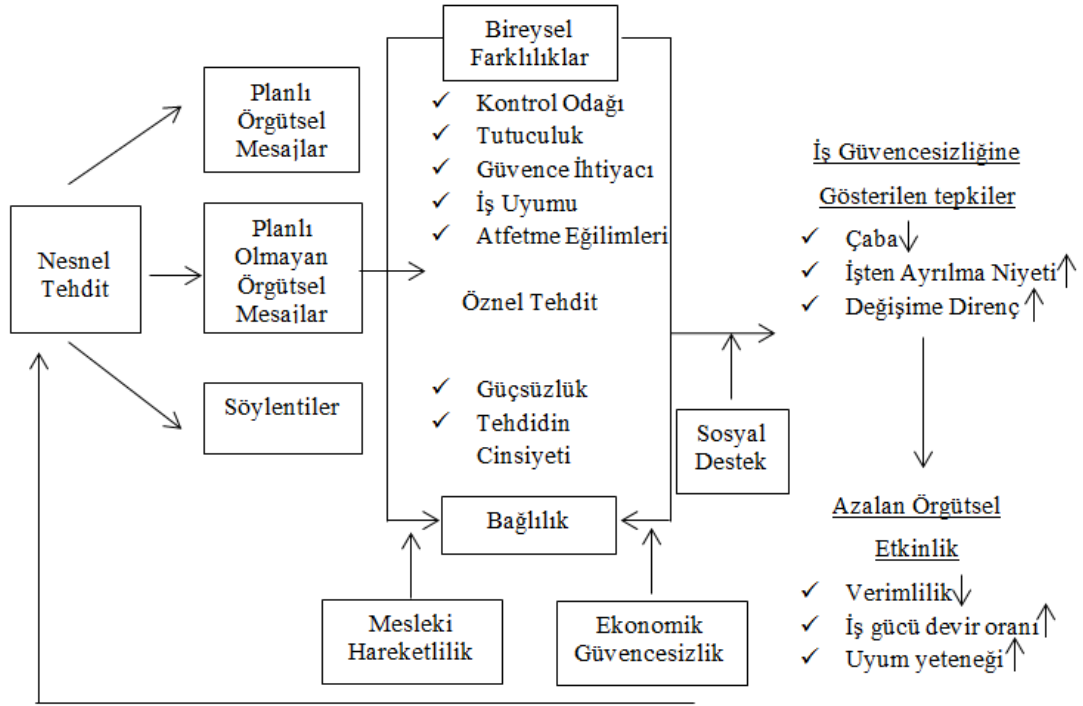 Planlı
Örgütsel
Mesajlar
Nesnel
Tehdit
Planlı
Olmayan
Örgütsel
Mesajlar
Söylentiler
Bireysel
Farklılıklar
✓ Kontrol Odağı
✓ Tutuculuk
✓ Güvence İhtiyacı
✓ İş Uyumu
✓ Atfetme Eğilimleri
Öznel Tehdit
✓ Güçsüzlük
✓ Tehdidin
Cinsiyeti
Bağlılık
Mesleki
Hareketlilik
Ekonomik
Güvencesizlik
Sosyal
Destek
İş Güvencesizliğine
Gösterilen tepkiler
✓ Çaba↓
✓ İşten Ayrılma Niyeti↑
✓ Değişime Direnç↑
Azalan Örgütsel
Etkinlik
✓ Verimlilik↓
✓ İş gücü devir oranı↑
✓ Uyum yeteneği↑